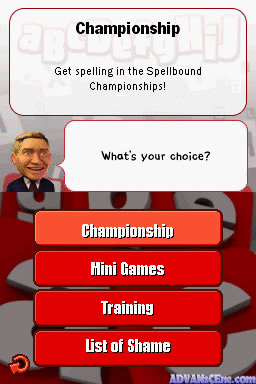 Championship
Get spelling in the Spellbound
Championships!
What's your choice?
Championship
Mini Games
Training
List of Shame
ADVANsCEne.com